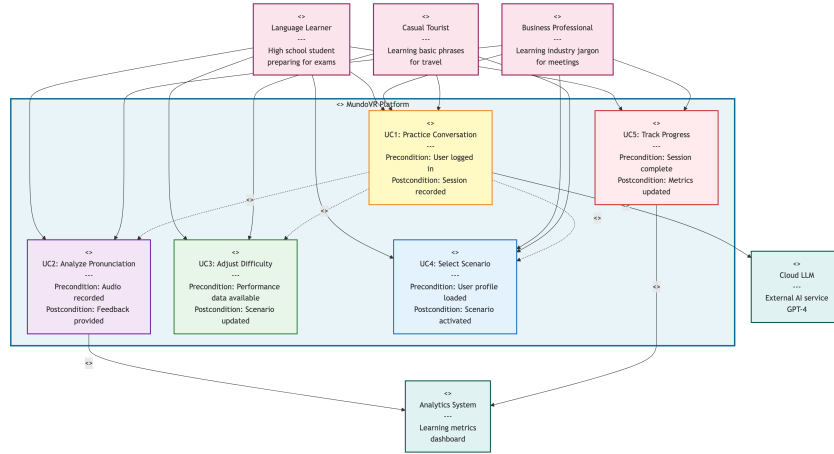 <>
Language Learner
---
High school student
preparing for exams
<>
Casual Tourist
---
Learning basic phrases
for travel
<>
Business Professional
---
Learning industry jargon
for meetings
<> MundoVR Platform
<>
UC1: Practice Conversation
---
Precondition: User logged
in
Postcondition: Session
recorded
<>
UC5: Track Progress
---
Precondition: Session
complete
Postcondition: Metrics
updated
<>
<>
<>
<>
<>
UC2: Analyze Pronunciation
---
Precondition: Audio
recorded
Postcondition: Feedback
provided
<>
UC3: Adjust Difficulty
---
Precondition: Performance
data available
Postcondition: Scenario
updated
<>
UC4: Select Scenario
---
Precondition: User profile
loaded
Postcondition: Scenario
activated
<>
<>
Cloud LLM
---
External AI service
GPT-4
<>
<>
Analytics System
---
Learning metrics
dashboard